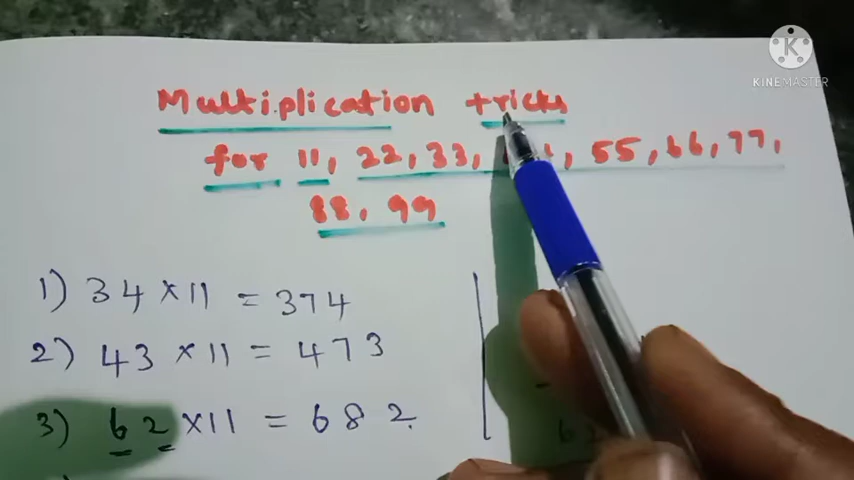 Multiplication tricks
for 11, 22, 33, 55, 66, 77,
88, 99
1) 34 × 11 = 374
2) 43 × 11 = 473
3) 62 × 11 = 682
62
KINEMASTER